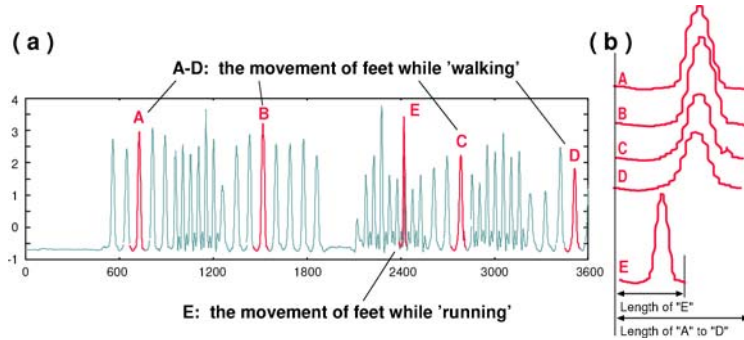 ( a )
( b )
A-D: the movement of feet while 'walking'
A
B
E
C
D
4
3
2
1
0
-1
0
600
1200
1800
2400
3000
3600
E: the movement of feet while 'running'
A
B
C
D
E
Length of "E"
Length of "A" to "D"